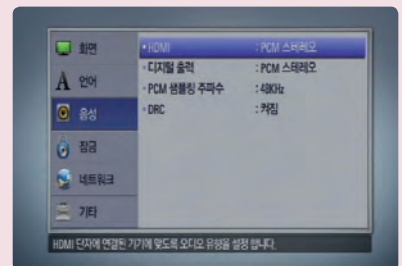 화면
언어
음성
잠금
네트워크
기타
• HDMI : PCM 스테레오
• 디지털 출력 : PCM 스테레오
• PCM 샘플링 주파수 : 48KHz
• DRC : 켜짐
HDMI 단자에 연결된 기기에 맞도록 오디오 유형을 설정 합니다.